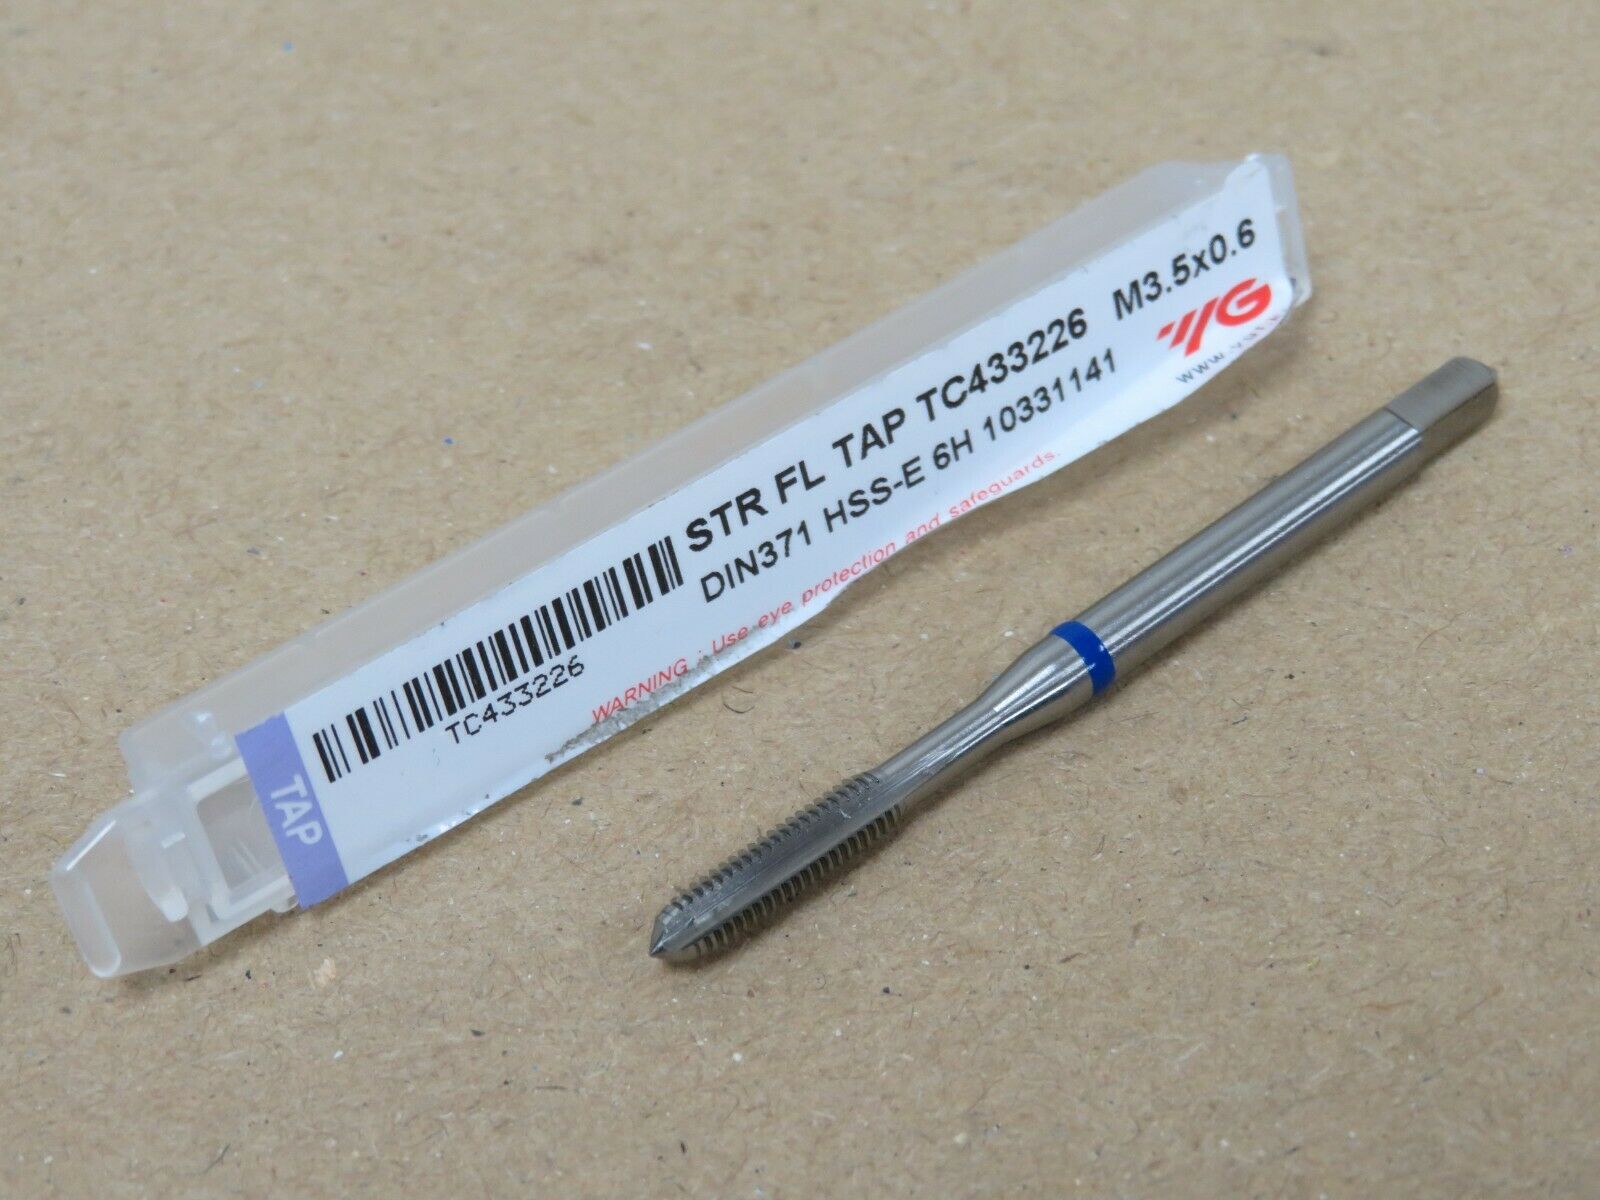 STR FL TAP TC433226 M3.5x0.6
DIN371 HSS-E 6H 10331141
YG
TC433226
WARNING : Use eye protection and safeguards.
TAP